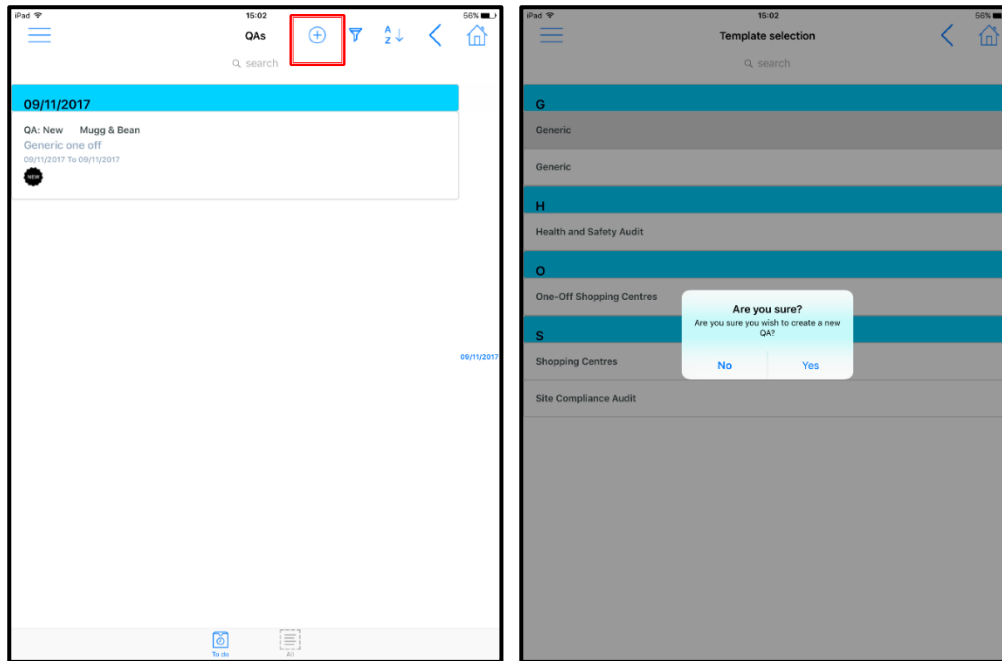 iPad 15:02 56%
QAs
A
Z
search
09/11/2017
QA: New Mugg & Bean
Generic one off
09/11/2017 To 09/11/2017
NEW
09/11/2017
To do All
iPad 15:02 56%
Template selection
search
G
Generic
Generic
H
Health and Safety Audit
O
One-Off Shopping Centres
S
Shopping Centres
Site Compliance Audit
Are you sure?
Are you sure you wish to create a new
QA?
No Yes